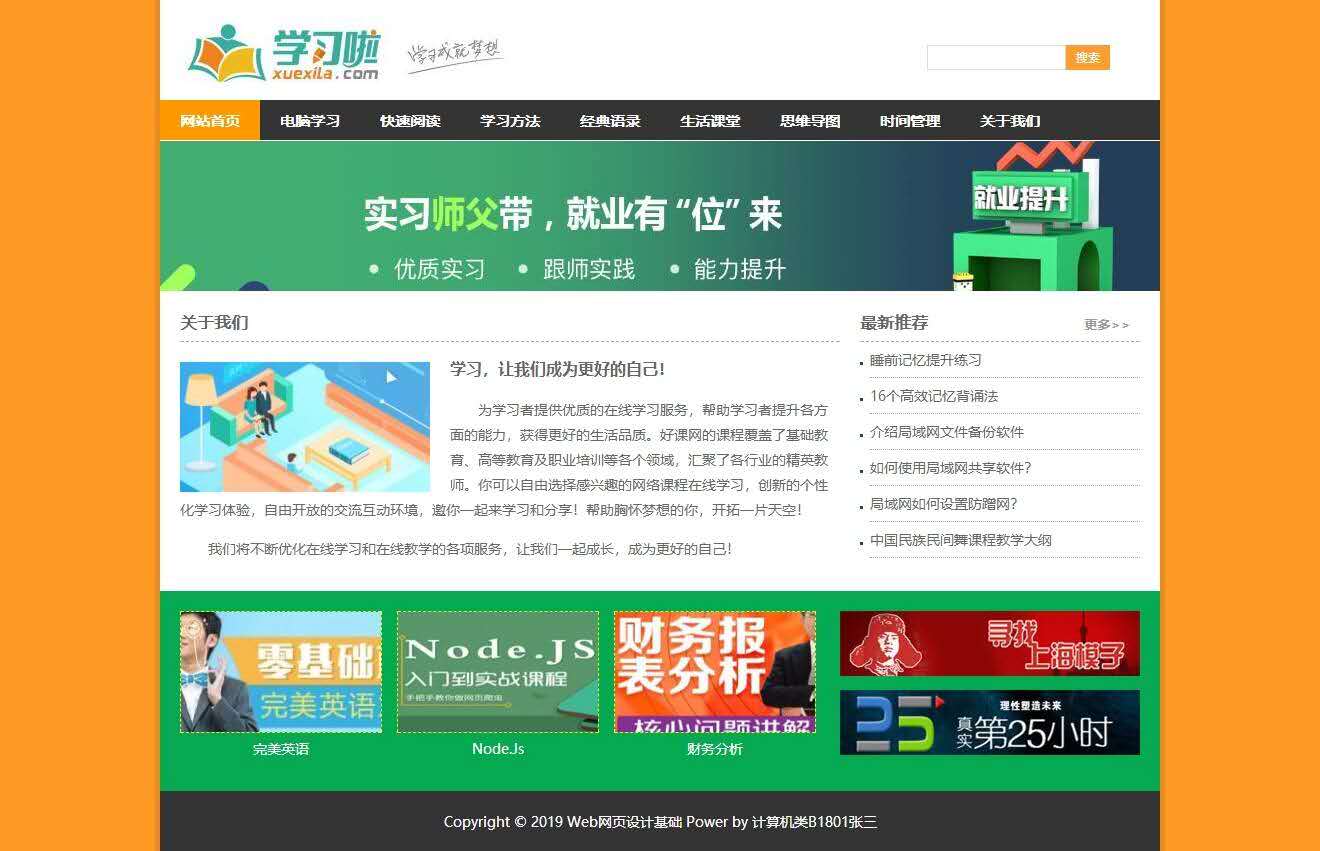 学习啦
xuexila.com
学习成就梦想
搜索
网站首页 电脑学习 快速阅读 学习方法 经典语录 生活课堂 思维导图 时间管理 关于我们
实习师父带，就业有“位”来
• 优质实习 • 跟师实践 • 能力提升
就业提升
关于我们
学习，让我们成为更好的自己！
为学习者提供优质的在线学习服务，帮助学习者提升各方
面的能力，获得更好的生活品质。好课网的课程覆盖了基础教
育、高等教育及职业培训等各个领域，汇聚了各行业的精英教
师。你可以自由选择感兴趣的网络课程在线学习，创新的个性
化学习体验，自由开放的交流互动环境，邀你一起来学习和分享！帮助胸怀梦想的你，开拓一片天空！
我们将不断优化在线学习和在线教学的各项服务，让我们一起成长，成为更好的自己！
最新推荐 更多>>
睡前记忆提升练习
16个高效记忆背诵法
介绍局域网文件备份软件
如何使用局域网共享软件？
局域网如何设置防蹭网？
中国民族民间舞课程教学大纲
零基础
完美英语
完美英语
Node.JS
入门到实战课程
手把手教你做网页爬虫
Node.Js
财务报
表分析
核心问题讲解
财务分析
寻找
上海模子
25
理性塑造未来
真实第25小时
Copyright © 2019 Web网页设计基础 Power by 计算机类B1801张三